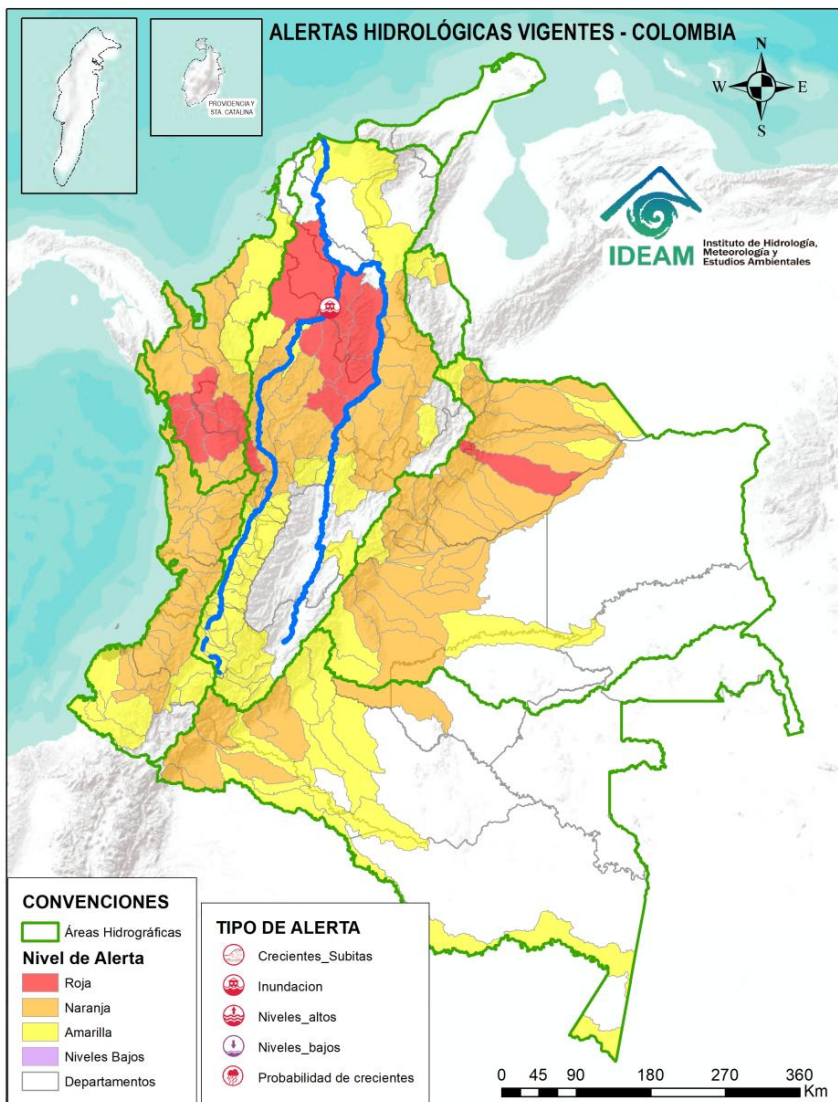 ALERTAS HIDROLÓGICAS VIGENTES - COLOMBIA
PROVIDENCIA Y
STA. CATALINA
N
W
E
S
IDEAM
Instituto de Hidrología,
Meteorología y
Estudios Ambientales
CONVENCIONES
Áreas Hidrográficas
Nivel de Alerta
Roja
Naranja
Amarilla
Niveles Bajos
Departamentos
TIPO DE ALERTA
Crecientes_Subitas
Inundacion
Niveles_altos
Niveles_bajos
Probabilidad de crecientes
0 45 90 180 270 360
Km